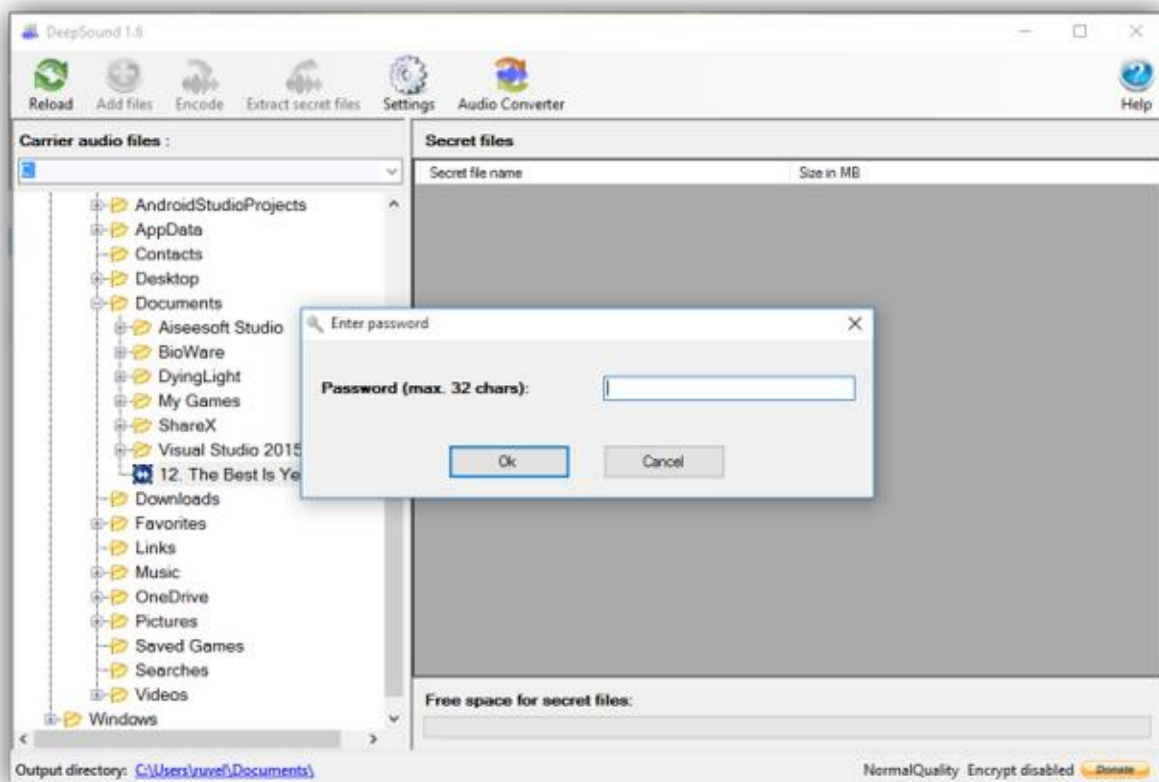 DeepSound 1.6
Reload Add files Encode Extract secret files Settings Audio Converter Help
Carrier audio files :
Secret files
Secret file name Size in MB
AndroidStudioProjects
AppData
Contacts
Desktop
Documents
Aiseesoft Studio
BioWare
DyingLight
My Games
ShareX
Visual Studio 2015
12. The Best Is Ye
Downloads
Favorites
Links
Music
OneDrive
Pictures
Saved Games
Searches
Videos
Windows
Enter password
Password (max. 32 chars):
Ok Cancel
Free space for secret files:
Output directory: C:\Users\ruvel\Documents\
NormalQuality Encrypt disabled Donate